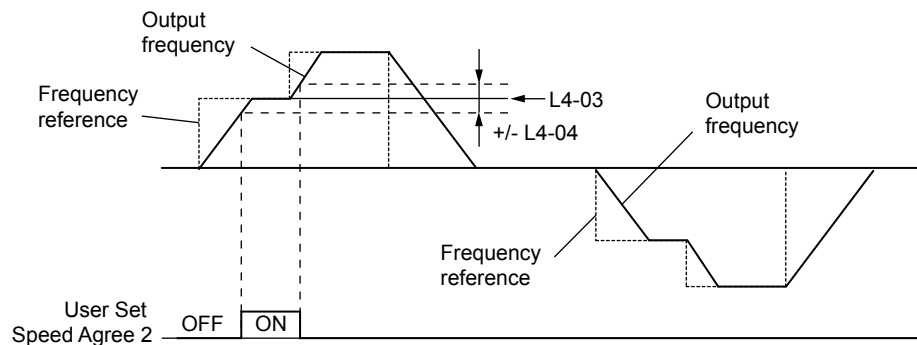 Output
frequency
Frequency
reference
L4-03
+/- L4-04
Output
frequency
Frequency
reference
User Set
Speed Agree 2
OFF
ON